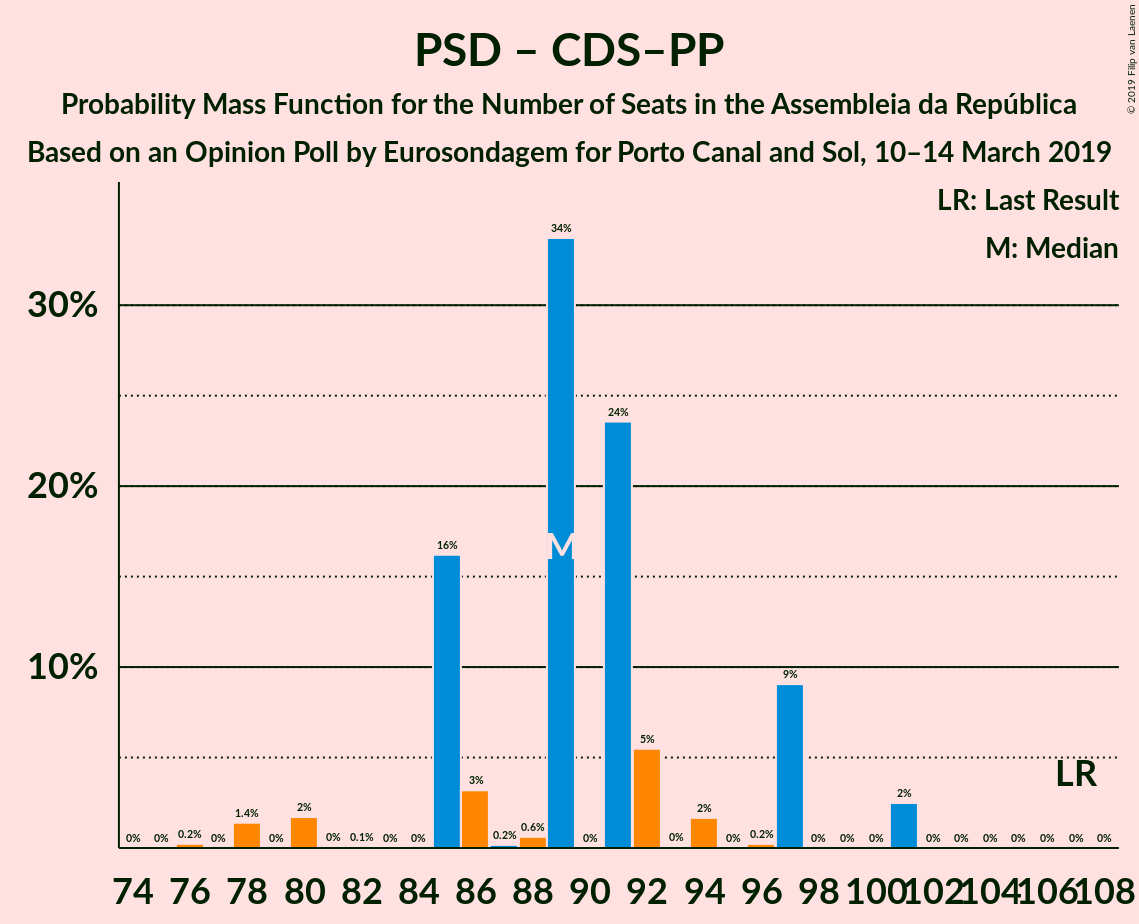 PSD – CDS–PP
Probability Mass Function for the Number of Seats in the Assembleia da República
Based on an Opinion Poll by Eurosondagem for Porto Canal and Sol, 10–14 March 2019
© 2019 Filip van Laenen
LR: Last Result
M: Median
34%
30%
24%
20%
16%
M
10%
9%
5%
LR
3%
2%
2%
2%
1.4%
0% 0% 0.2% 0% 0% 0% 0.1% 0% 0% 0.2% 0.6% 0% 0% 0% 0.2% 0% 0% 0% 0% 0% 0% 0% 0% 0% 0%
74 76 78 80 82 84 86 88 90 92 94 96 98 100 102 104 106 108